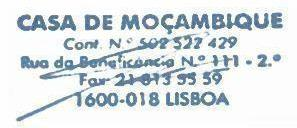 CASA DE MOÇAMBIQUE
Cont. N.º 502 527 429
Rua da Beneficência N.º 111 - 2.º
Fax 21 813 55 59
1600-018 LISBOA